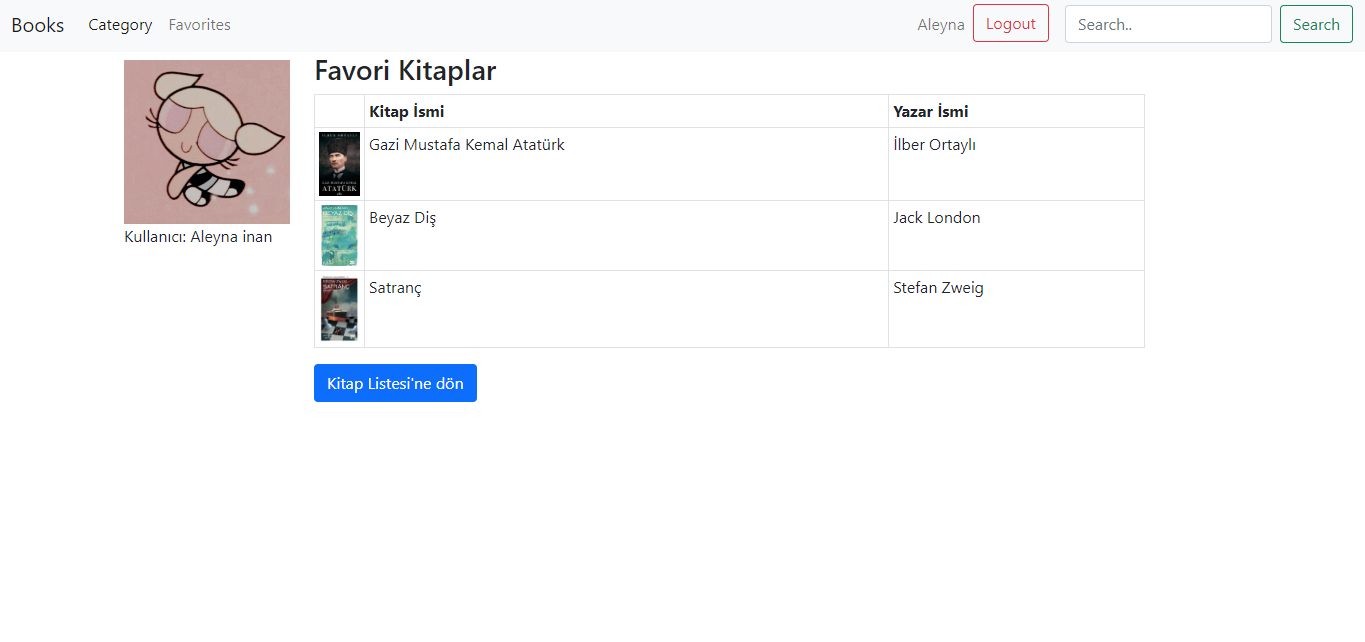 Books Category Favorites Aleyna Logout Search.. Search
Favori Kitaplar
Kitap İsmi Yazar İsmi
Gazi Mustafa Kemal Atatürk İlber Ortaylı
ATATÜRK
Beyaz Diş Jack London
BEYAZ DİŞ
Satranç Stefan Zweig
SATRANÇ
Kullanıcı: Aleyna inan
Kitap Listesi'ne dön